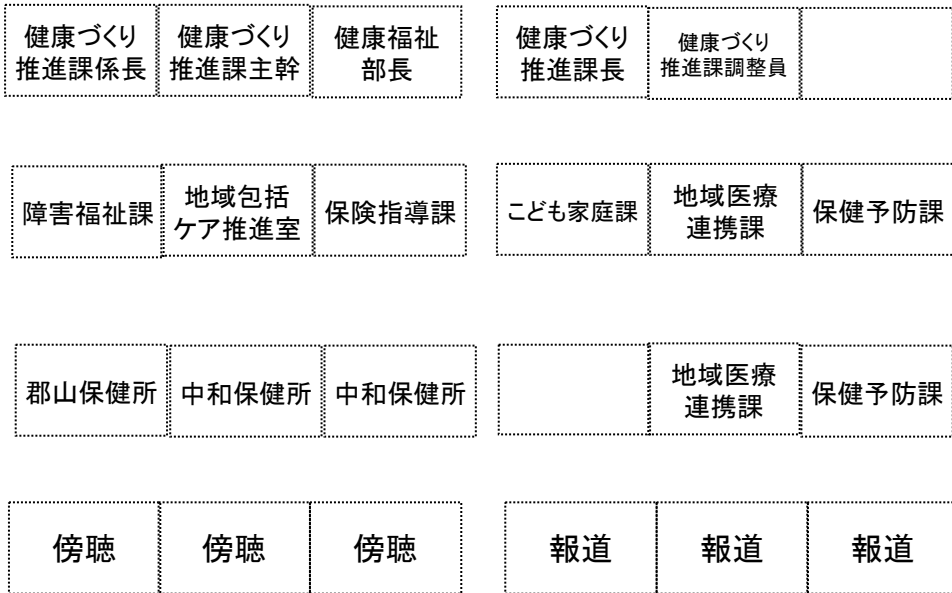 健康づくり
推進課係長
健康づくり
推進課主幹
健康福祉
部長
健康づくり
推進課長
健康づくり
推進課調整員
障害福祉課
地域包括
ケア推進室
保険指導課
こども家庭課
地域医療
連携課
保健予防課
郡山保健所
中和保健所
中和保健所
地域医療
連携課
保健予防課
傍聴
傍聴
傍聴
報道
報道
報道